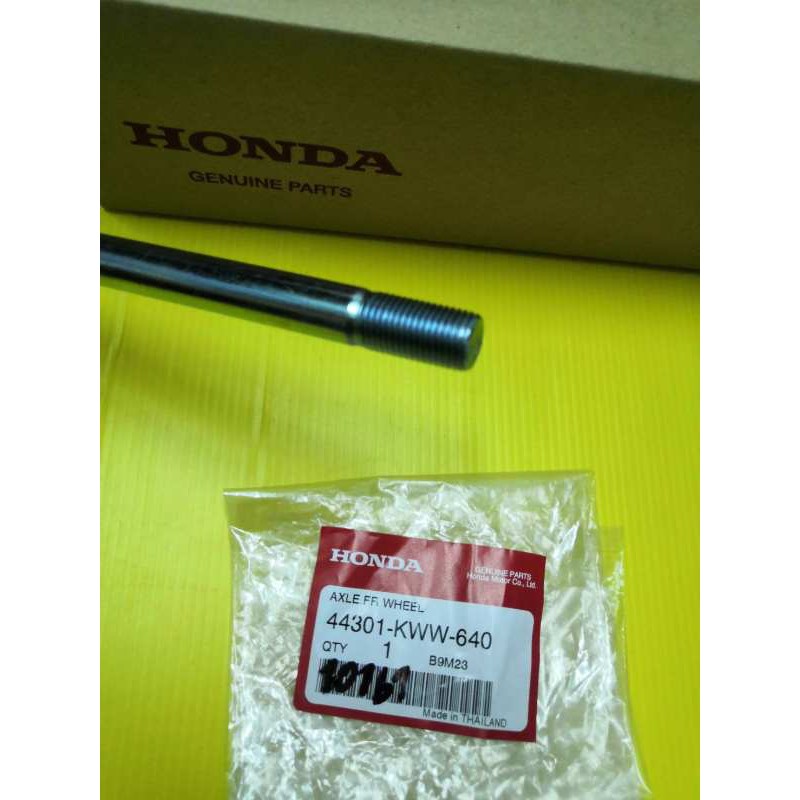 HONDA
GENUINE PARTS
HONDA
GENUINE PARTS
Honda Motor Co., Ltd.
AXLE,FR WHEEL
44301-KWW-640
QTY 1 B9M23
Made in THAILAND